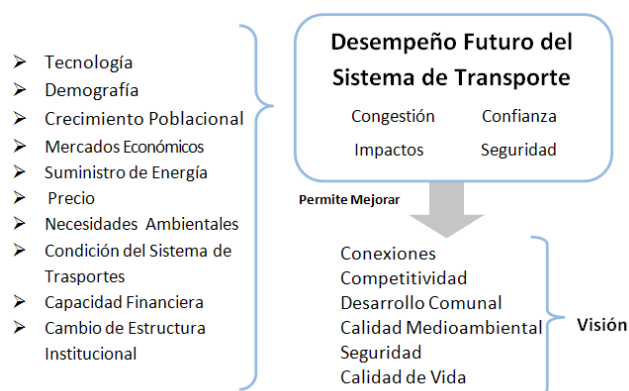 Tecnología
Demografía
Crecimiento Poblacional
Mercados Económicos
Suministro de Energía
Precio
Necesidades Ambientales
Condición del Sistema de
Trasportes
Capacidad Financiera
Cambio de Estructura
Institucional
Desempeño Futuro del
Sistema de Transporte
Congestión Confianza
Impactos Seguridad
Permite Mejorar
Conexiones
Competitividad
Desarrollo Comunal
Calidad Medioambiental
Seguridad
Calidad de Vida
Visión